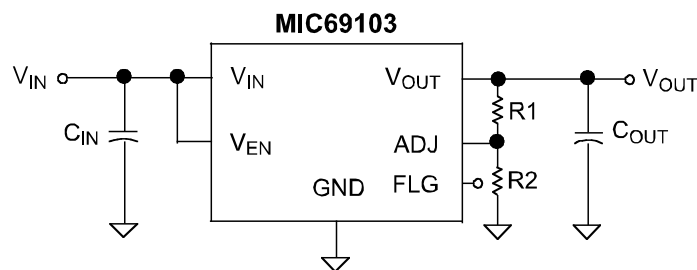 MIC69103
VIN
VIN
VOUT
VOUT
R1
CIN
VEN
ADJ
COUT
GND
FLG
R2